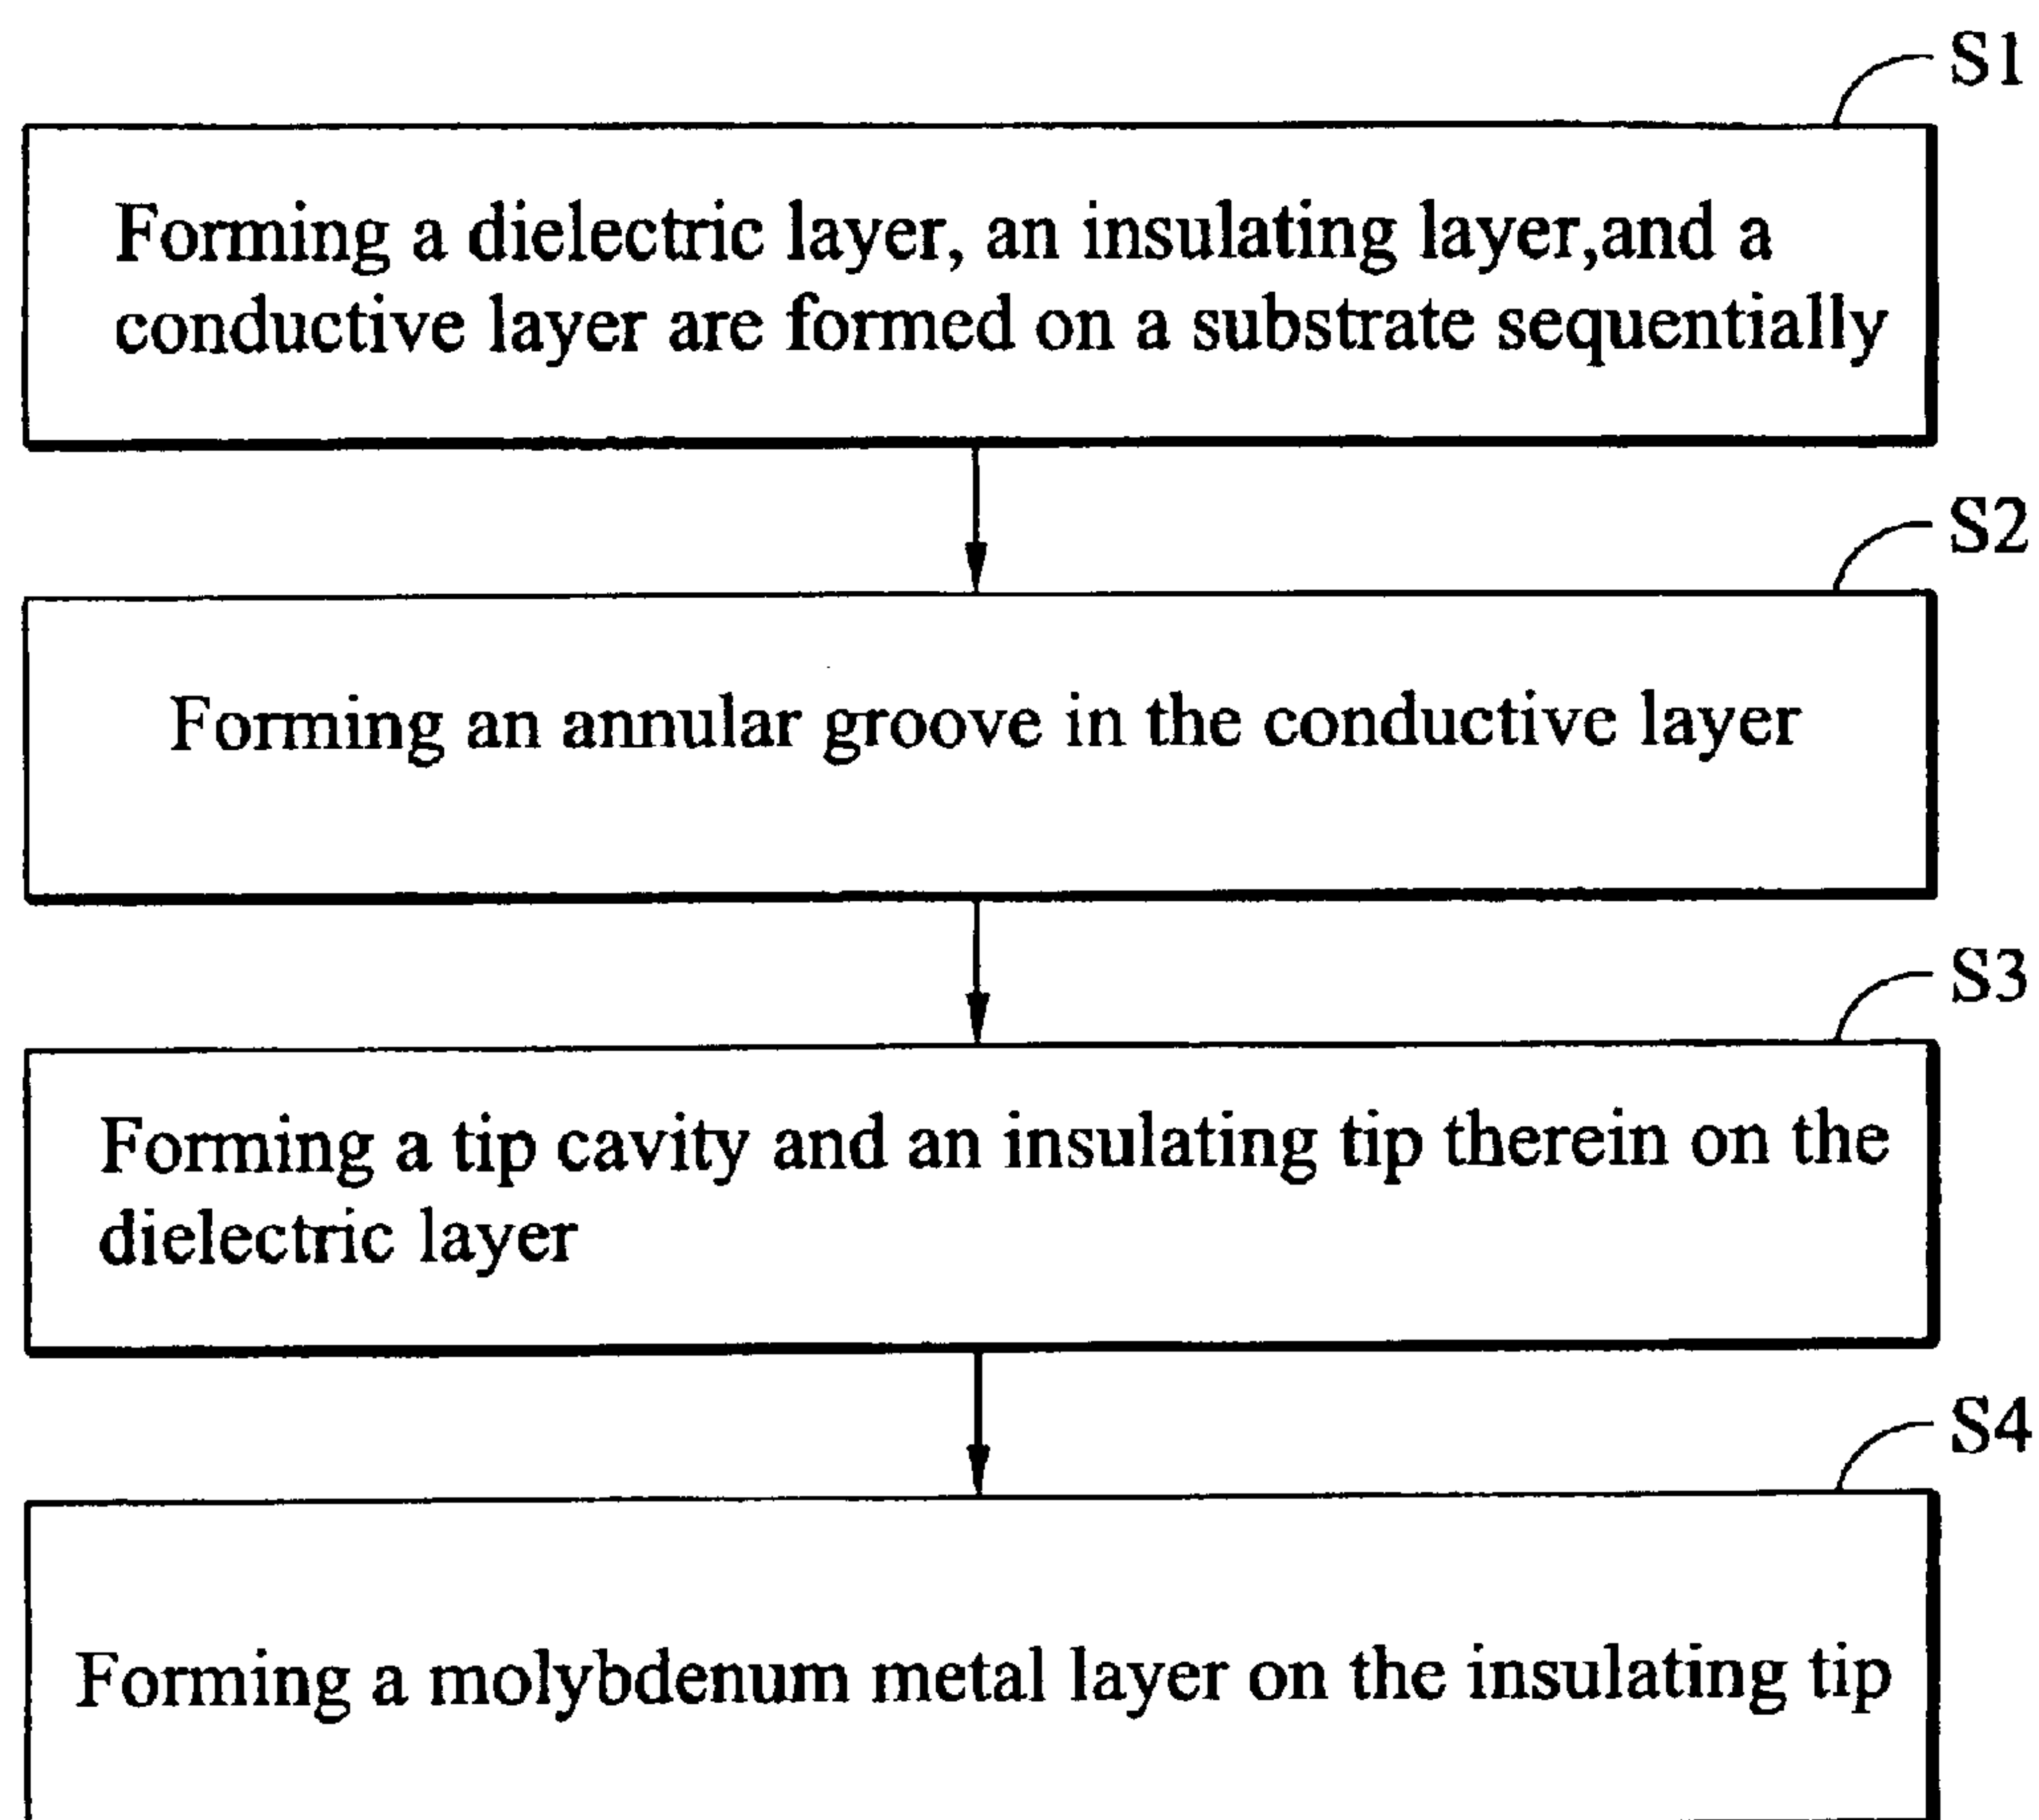 S1
Forming a dielectric layer, an insulating layer,and a
conductive layer are formed on a substrate sequentially
S2
Forming an annular groove in the conductive layer
S3
Forming a tip cavity and an insulating tip therein on the
dielectric layer
S4
Forming a molybdenum metal layer on the insulating tip